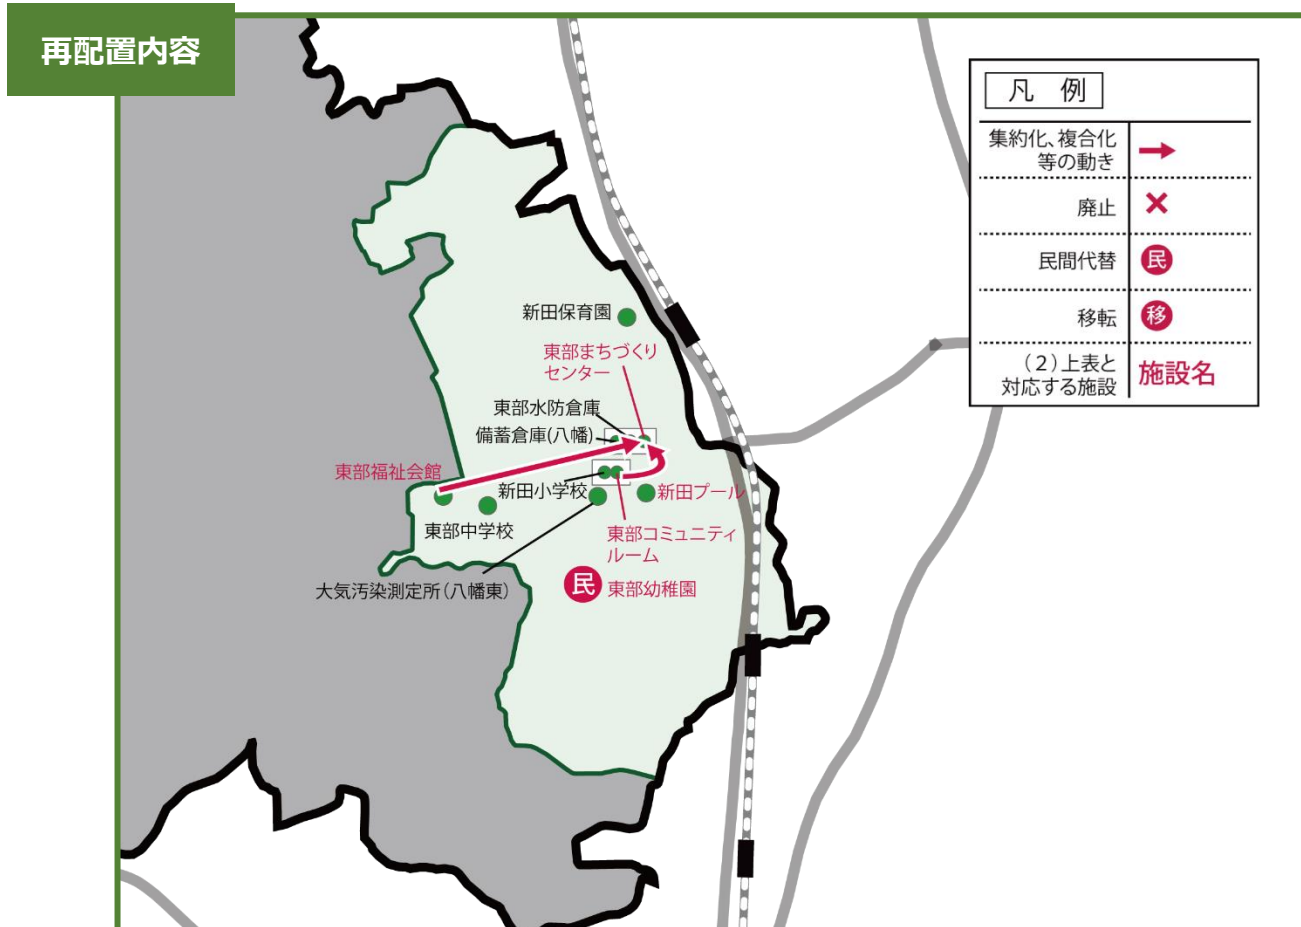 再配置内容
凡 例
集約化、複合化
等の動き
廃止
民間代替
民
移転
移
(2)上表と
対応する施設
施設名
新田保育園
東部まちづくり
センター
東部水防倉庫
備蓄倉庫(八幡)
東部福祉会館
新田小学校
新田プール
東部中学校
東部コミュニティ
ルーム
大気汚染測定所(八幡東)
民
東部幼稚園